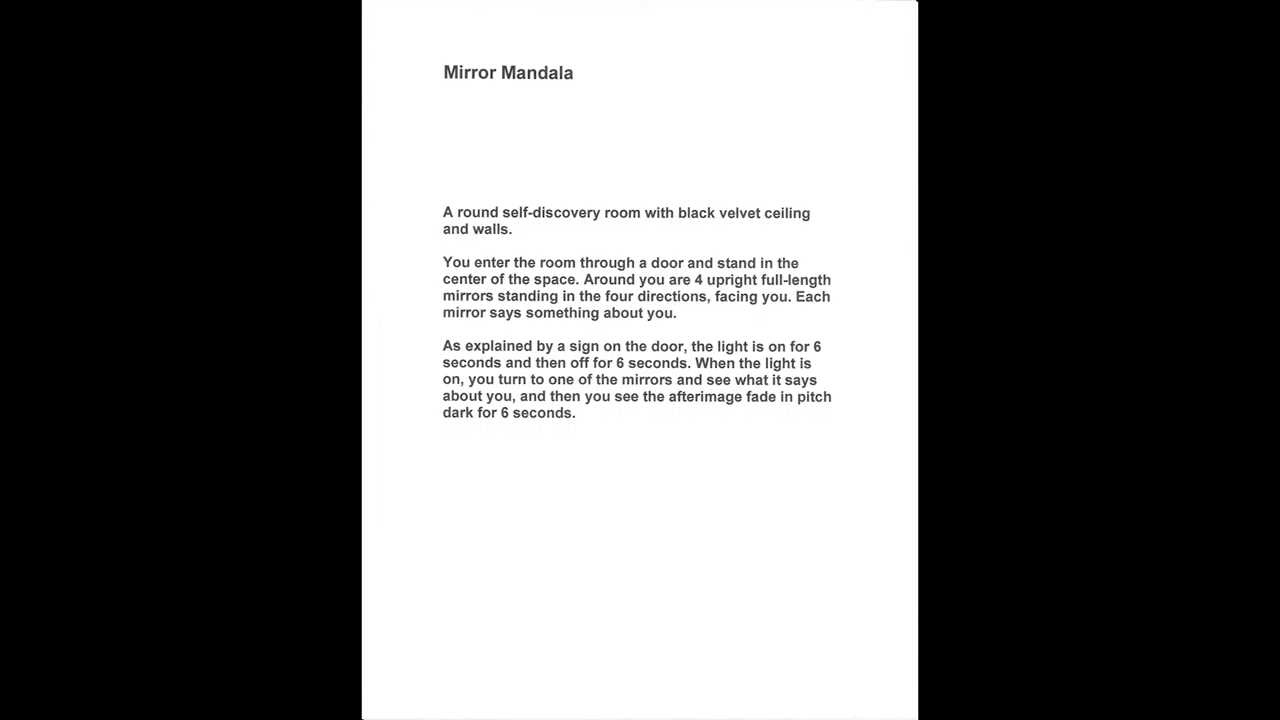 Mirror Mandala
A round self-discovery room with black velvet ceiling
and walls.
You enter the room through a door and stand in the
center of the space. Around you are 4 upright full-length
mirrors standing in the four directions, facing you. Each
mirror says something about you.
As explained by a sign on the door, the light is on for 6
seconds and then off for 6 seconds. When the light is
on, you turn to one of the mirrors and see what it says
about you, and then you see the afterimage fade in pitch
dark for 6 seconds.